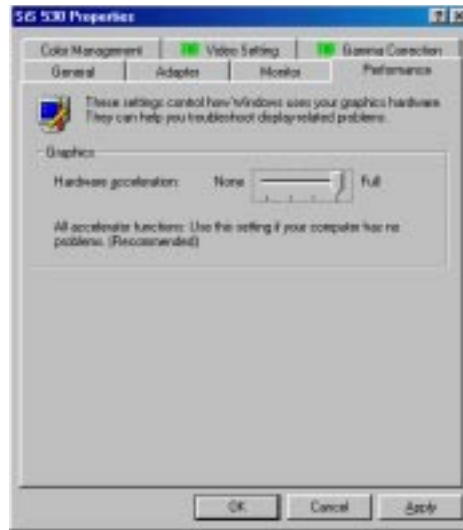 SiS 530 Properties
Color Management Video Setting Gamma Correction
General Adapter Monitor Performance
These settings control how Windows uses your graphics hardware.
They can help you troubleshoot display-related problems.
Graphics
Hardware acceleration: None Full
All accelerator functions: Use this setting if your computer has no
problems. (Recommended)
OK Cancel Apply